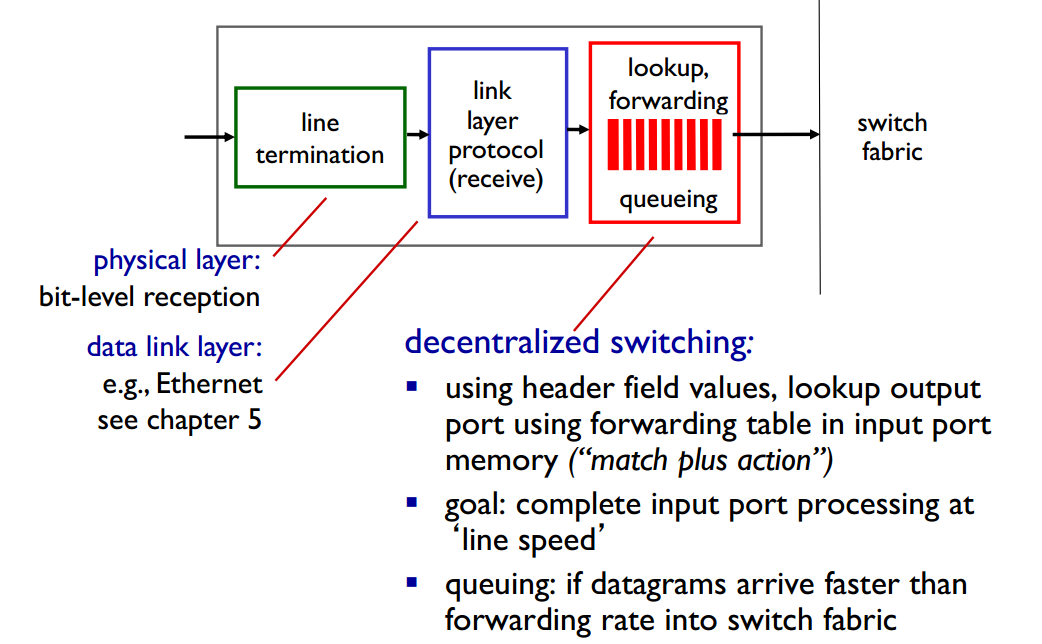 line
termination
link
layer
protocol
(receive)
lookup,
forwarding
queueing
switch
fabric
physical layer:
bit-level reception
data link layer:
e.g., Ethernet
see chapter 5
decentralized switching:
▪ using header field values, lookup output
port using forwarding table in input port
memory (“match plus action”)
▪ goal: complete input port processing at
‘line speed’
▪ queuing: if datagrams arrive faster than
forwarding rate into switch fabric